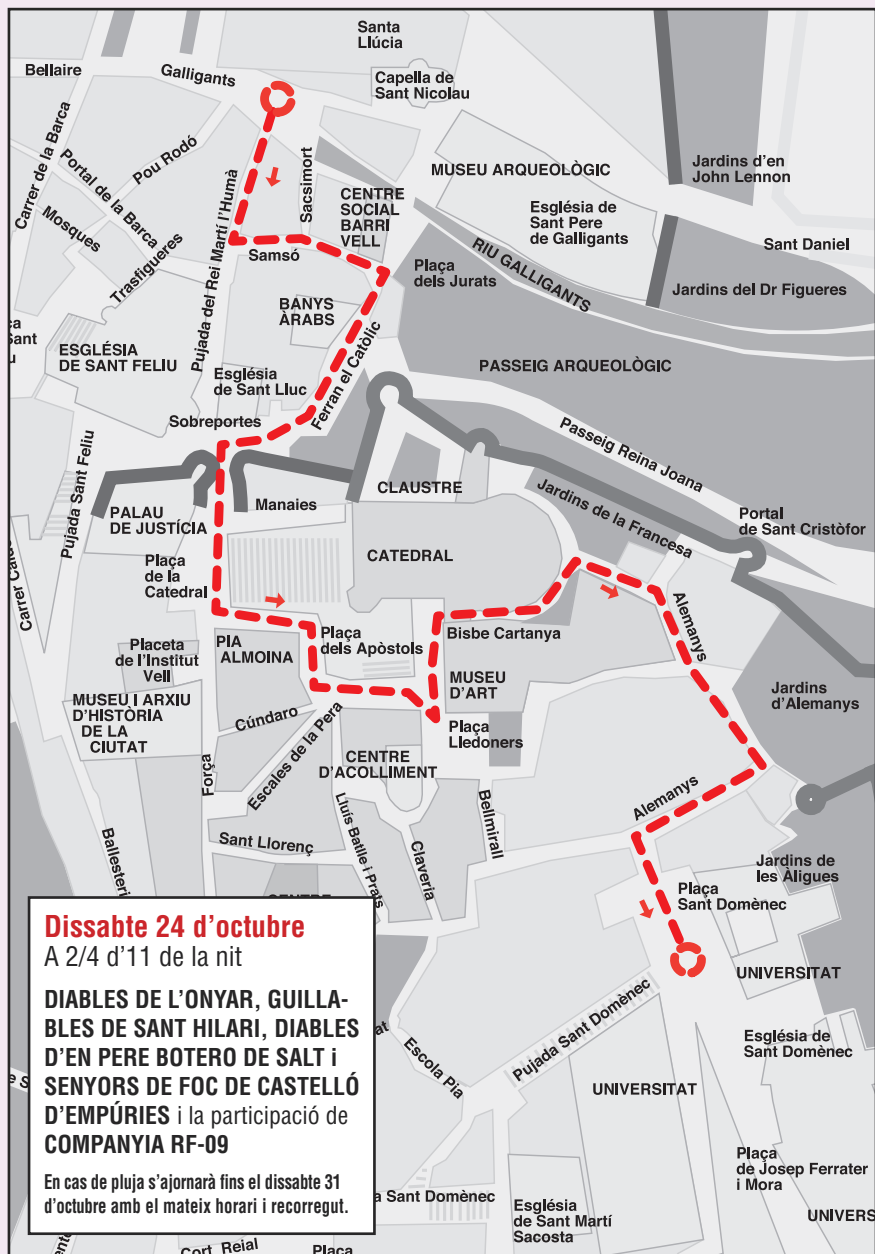 Santa
Llúcia
Bellaire
Galligants
Capella de
Sant Nicolau
Carrer de la Barca
Portal de la Barca
Pou Rodó
Mosques
Trasfigueres
Pujada del Rei Martí l'Humà
Sacsimort
CENTRE
SOCIAL
BARRI
VELL
MUSEU ARQUEOLÒGIC
Jardins d'en
John Lennon
Església de
Sant Pere
de Galligants
Sant Daniel
Samsó
Plaça
dels Jurats
RIU GALLIGANTS
Jardins del Dr Figueres
BANYS
ÀRABS
ESGLÉSIA
DE SANT FELIU
Església
de Sant Lluc
Ferran el Catòlic
PASSEIG ARQUEOLÒGIC
Sobreportes
Passeig Reina Joana
Pujada Sant Feliu
PALAU
DE JUSTÍCIA
Manaies
CLAUSTRE
Jardins de la Francesa
Portal
de Sant Cristòfor
Plaça
de la
Catedral
CATEDRAL
Carrer
Alemanys
Placeta
de l'Institut
Vell
PIA
ALMOINA
Plaça
dels Apòstols
Bisbe Cartanya
MUSEU
D'ART
MUSEU I ARXIU
D'HISTÒRIA
DE LA
CIUTAT
Cúndaro
Escales de la Pera
Plaça
Lledoners
Jardins
d'Alemanys
Força
CENTRE
D'ACOLLIMENT
Bellmirall
Alemanys
Ballesteri
Sant Llorenç
Lluís Batlle i Prats
Claveria
Jardins de
les Àligues
Plaça
Sant Domènec
UNIVERSITAT
Dissabte 24 d'octubre
A 2/4 d'11 de la nit
DIABLES DE L'ONYAR, GUILLA-
BLES DE SANT HILARI, DIABLES
D'EN PERE BOTERO DE SALT i
SENYORS DE FOC DE CASTELLÓ
D'EMPÚRIES i la participació de
COMPANYIA RF-09
En cas de pluja s'ajornarà fins el dissabte 31
d'octubre amb el mateix horari i recorregut.
Escola Pia
Pujada Sant Domènec
Església de
Sant Domènec
UNIVERSITAT
Plaça
de Josep Ferrater
i Mora
a Sant Domènec
Església
de Sant Martí
Sacosta
UNIVERS
Cort Reial
Plaça